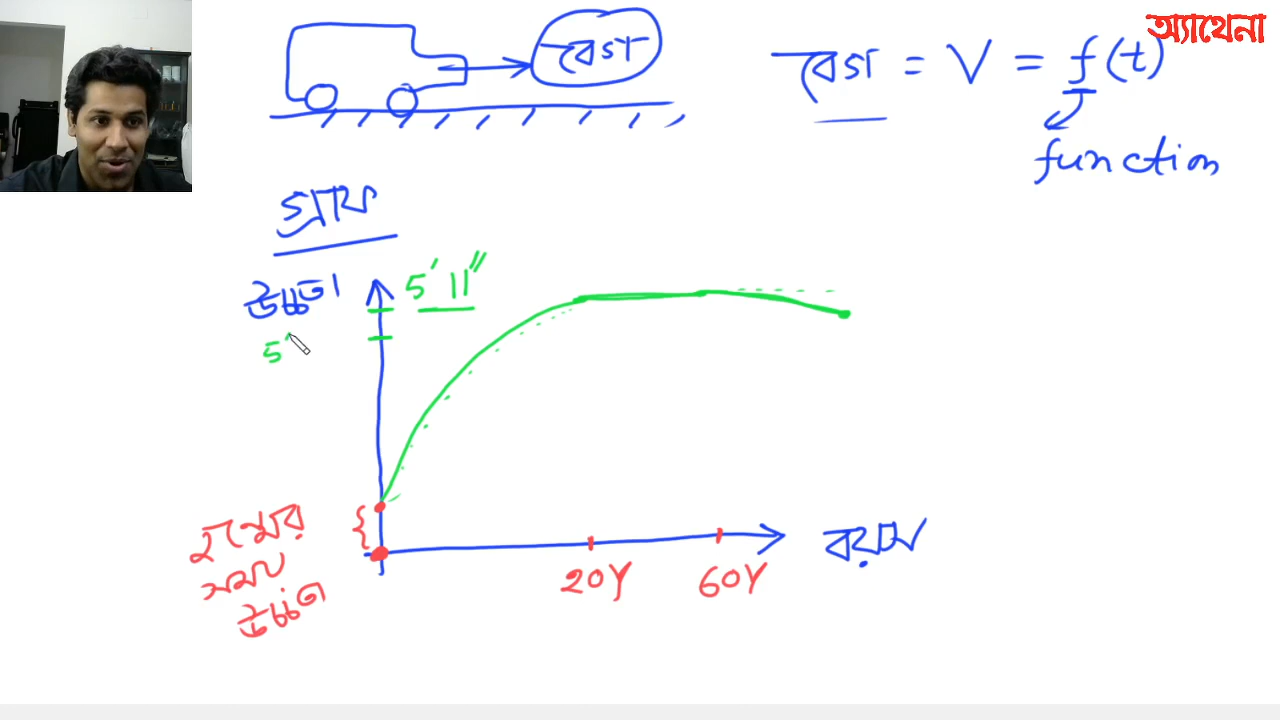 অ্যাথেনা
বেগ
বেগ = V = f(t)
function
গ্রাফ
উচ্চতা
5' 11"
5'
জন্মের
সময়
উচ্চতা
20Y
60Y
বয়স